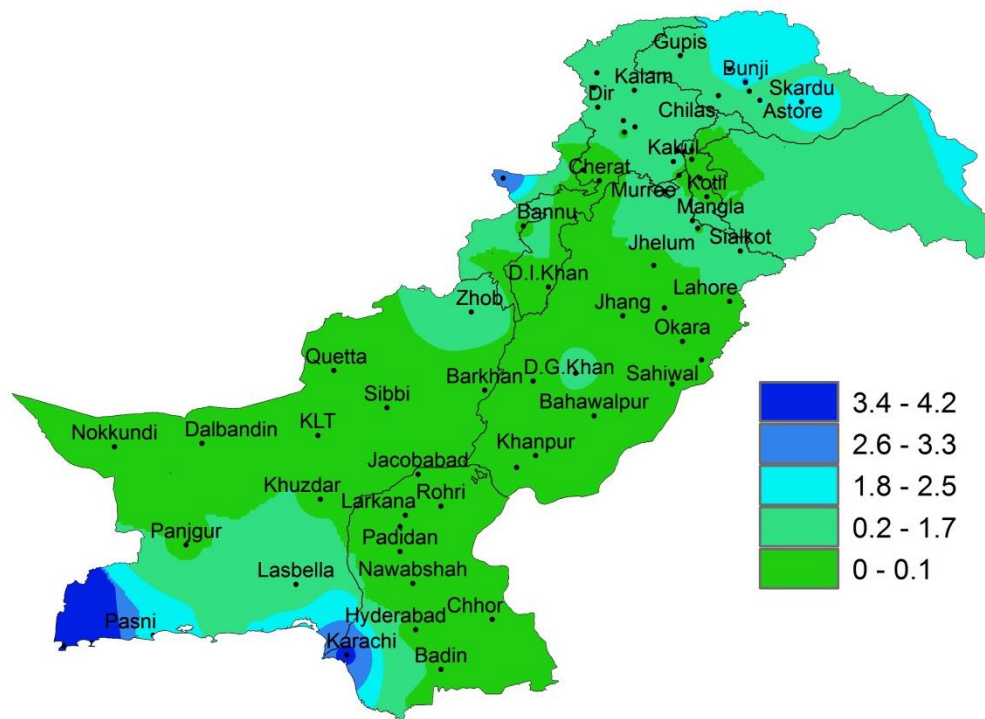 Gupis
Bunji
Kalam
Skardu
Dir
Astore
Chilas
Kakul
Cherat
Kotli
Murree
Mangla
Bannu
Sialkot
Jhelum
D.I.Khan
Lahore
Zhob
Jhang
Okara
Quetta
D.G.Khan
Barkhan
Sahiwal
Sibbi
Bahawalpur
3.4 - 4.2
KLT
Nokkundi
Dalbandin
2.6 - 3.3
Khanpur
Jacobabad
1.8 - 2.5
Khuzdar
Rohri
Larkana
0.2 - 1.7
Panjgur
Padidan
0 - 0.1
Lasbella
Nawabshah
Chhor
Pasni
Hyderabad
Karachi
Badin